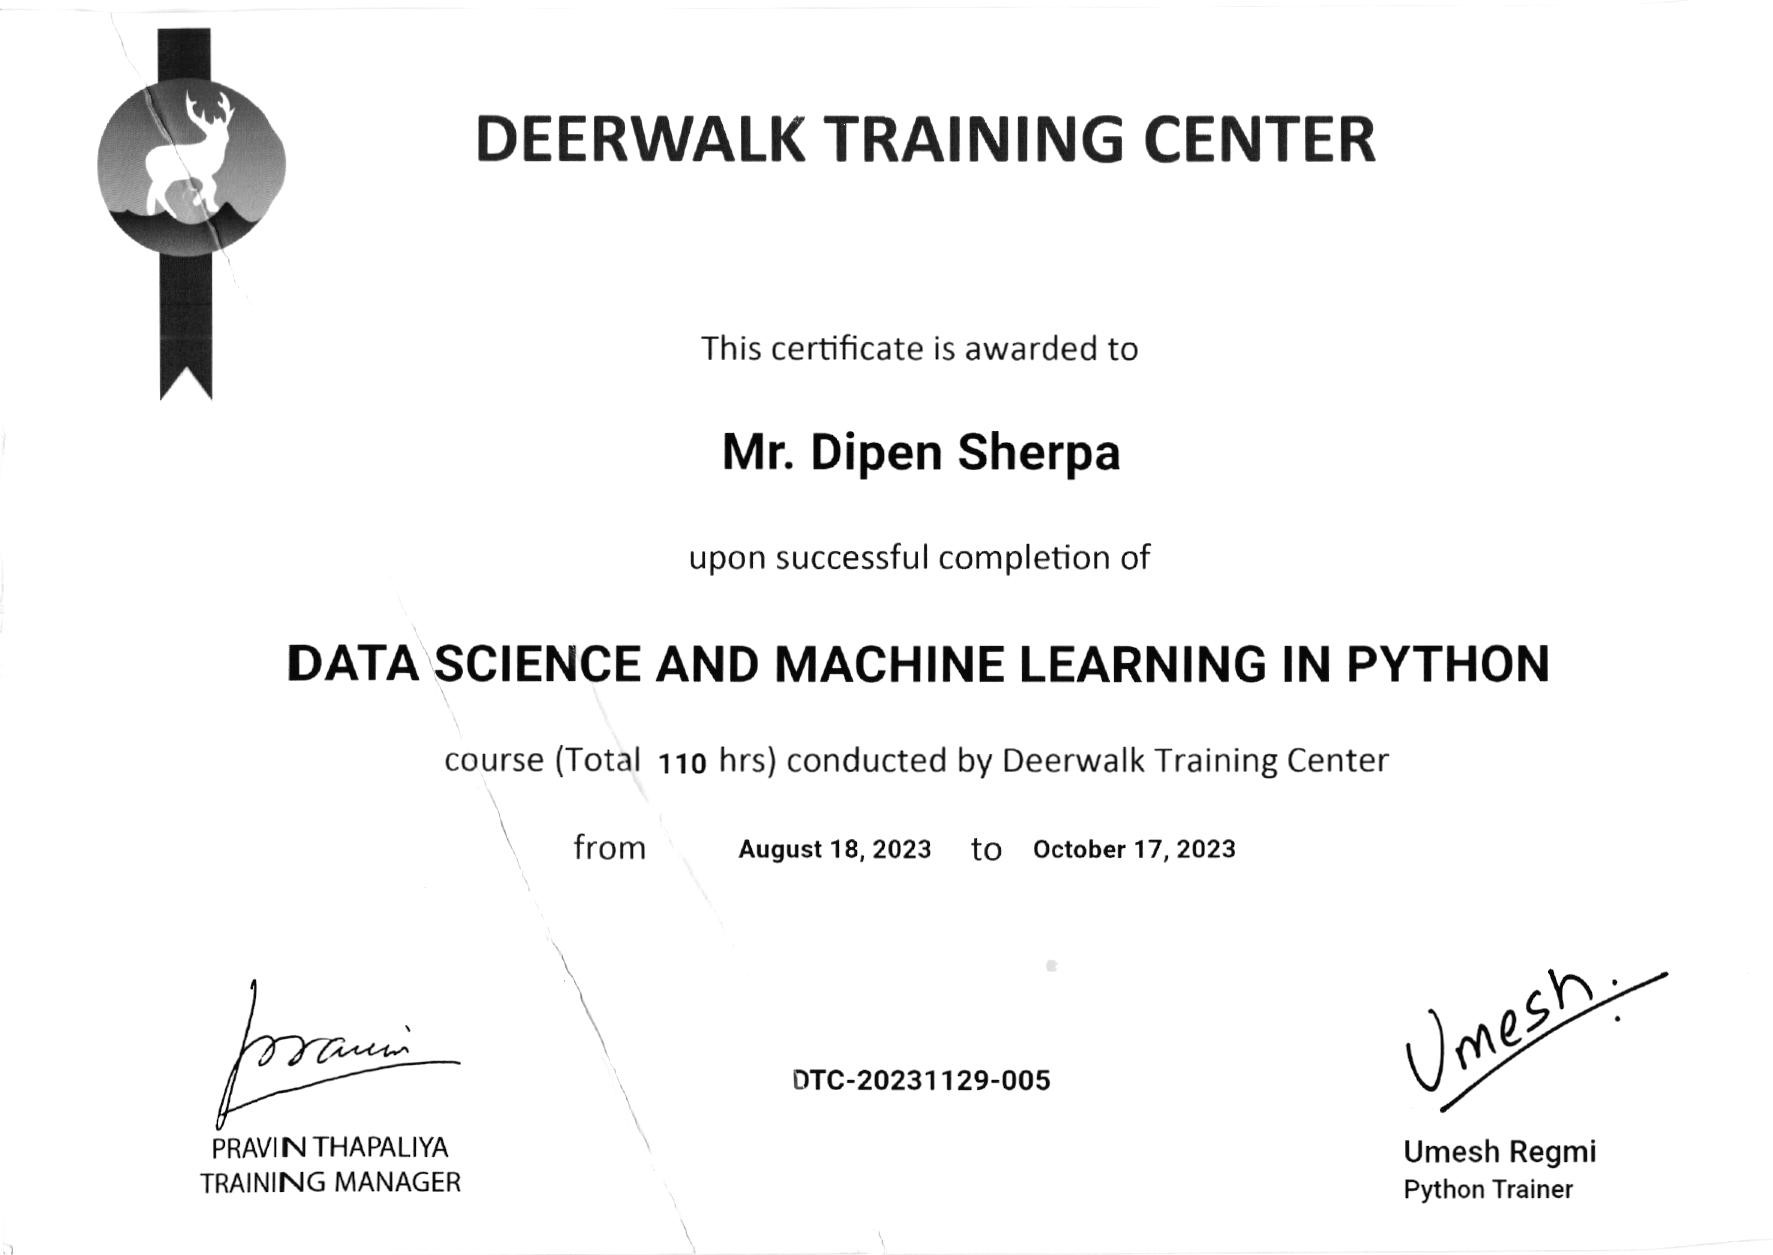 DEERWALK TRAINING CENTER
This certificate is awarded to
Mr. Dipen Sherpa
upon successful completion of
DATA SCIENCE AND MACHINE LEARNING IN PYTHON
course (Total 110 hrs) conducted by Deerwalk Training Center
from August 18, 2023 to October 17, 2023
Pravin
Umesh.
DTC-20231129-005
PRAVIN THAPALIYA
TRAINING MANAGER
Umesh Regmi
Python Trainer